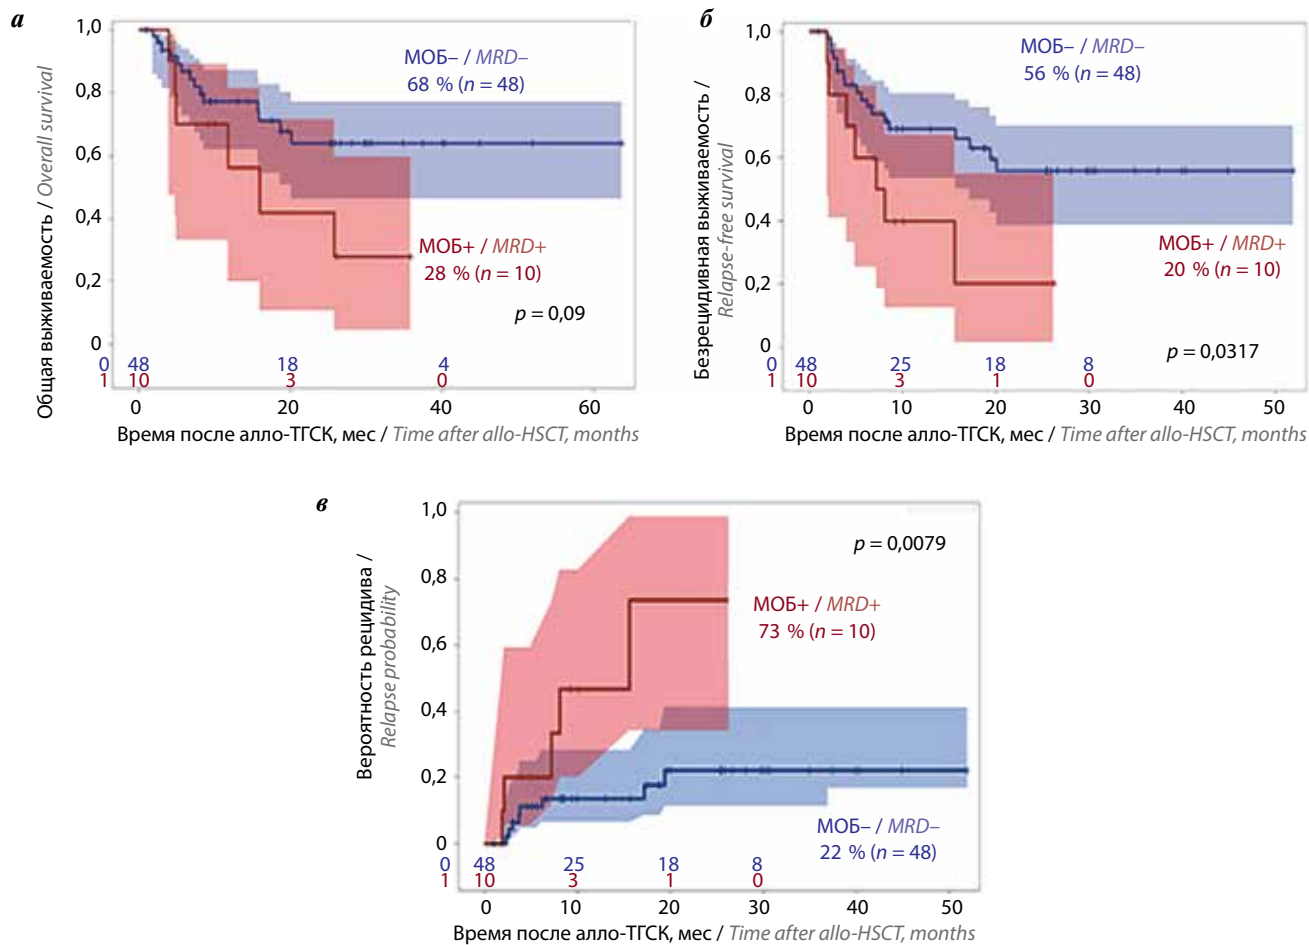 а
Общая выживаемость / Overall survival
1,0
0,8
0,6
0,4
0,2
0
МОБ– / MRD–
68 % (n = 48)
МОБ+ / MRD+
28 % (n = 10)
p = 0,09
0 48 18 4
1 10 3 0
0 20 40 60
Время после алло-ТГСК, мес / Time after allo-HSCT, months
б
Безрецидивная выживаемость /
Relapse-free survival
1,0
0,8
0,6
0,4
0,2
0
МОБ– / MRD–
56 % (n = 48)
МОБ+ / MRD+
20 % (n = 10)
p = 0,0317
0 48 25 18 8
1 10 3 1 0
0 10 20 30 40 50
Время после алло-ТГСК, мес / Time after allo-HSCT, months
в
Вероятность рецидива /
Relapse probability
1,0
0,8
0,6
0,4
0,2
0
p = 0,0079
МОБ+ / MRD+
73 % (n = 10)
МОБ– / MRD–
22 % (n = 48)
0 48 25 18 8
1 10 3 1 0
0 10 20 30 40 50
Время после алло-ТГСК, мес / Time after allo-HSCT, months